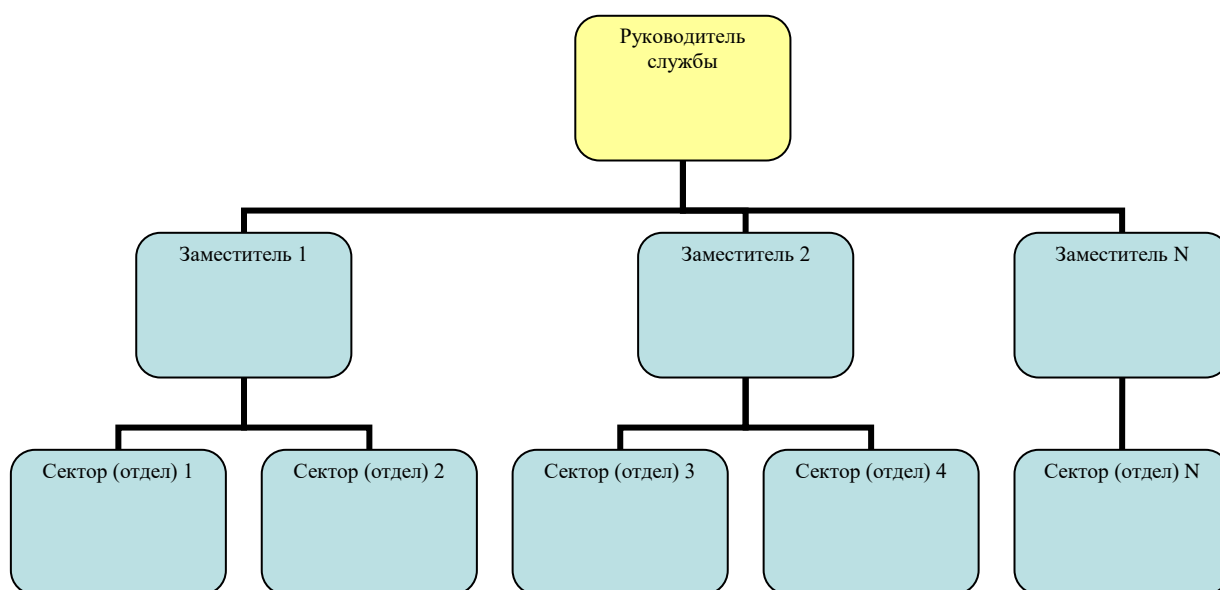 Руководитель
службы
Заместитель 1
Заместитель 2
Заместитель N
Сектор (отдел) 1
Сектор (отдел) 2
Сектор (отдел) 3
Сектор (отдел) 4
Сектор (отдел) N